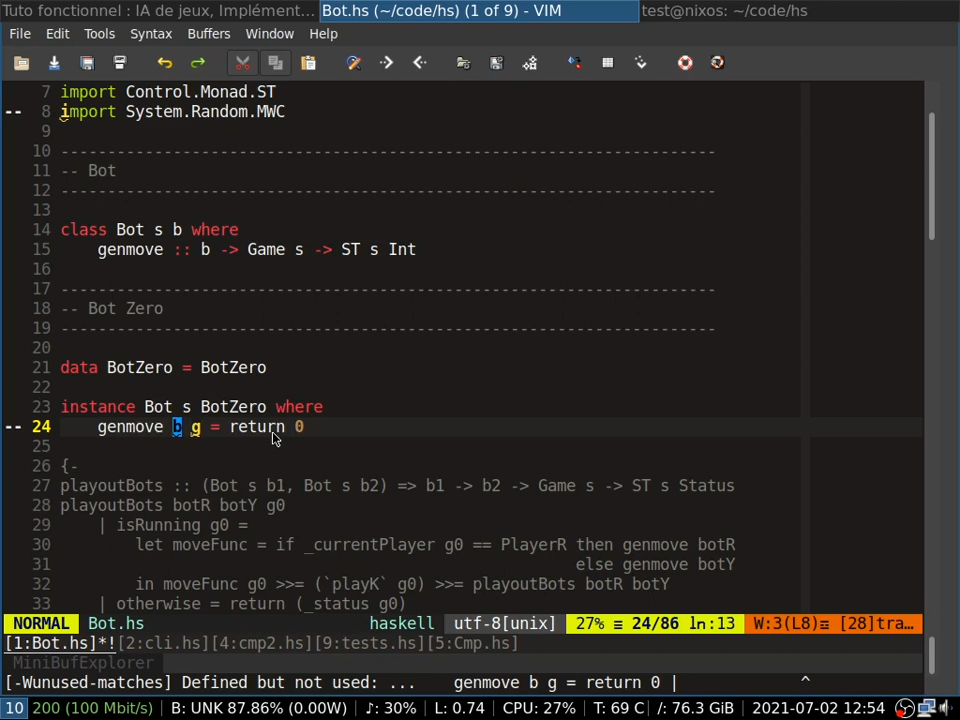 Tuto fonctionnel : IA de jeux, Implément... Bot.hs (~/code/hs) (1 of 9) - VIM test@nixos: ~/code/hs
File Edit Tools Syntax Buffers Window Help
7 import Control.Monad.ST
-- 8 import System.Random.MWC
9
10 ----------------------------------------------------------------------
11 -- Bot
12 ----------------------------------------------------------------------
13
14 class Bot s b where
15     genmove :: b -> Game s -> ST s Int
16
17 ----------------------------------------------------------------------
18 -- Bot Zero
19 ----------------------------------------------------------------------
20
21 data BotZero = BotZero
22
23 instance Bot s BotZero where
-- 24     genmove b g = return 0
25
26 {-
27 playoutBots :: (Bot s b1, Bot s b2) => b1 -> b2 -> Game s -> ST s Status
28 playoutBots botR botY g0
29     | isRunning g0 =
30         let moveFunc = if _currentPlayer g0 == PlayerR then genmove botR
31                                                        else genmove botY
32         in moveFunc g0 >>= (`playK` g0) >>= playoutBots botR botY
33     | otherwise = return (_status g0)
NORMAL Bot.hs haskell utf-8[unix] 27% ≡ 24/86 ln:13 W:3(L8)≡ [28]tra…
[1:Bot.hs]*![2:cli.hs][4:cmp2.hs][9:tests.hs][5:Cmp.hs]
MiniBufExplorer
[-Wunused-matches] Defined but not used: ...    genmove b g = return 0 |             ^
10 200 (100 Mbit/s) | B: UNK 87.86% (0.00W) | ♪: 30% | L: 0.74 | CPU: 27% | T: 69 C | /: 76.3 GiB | 2021-07-02 12:54